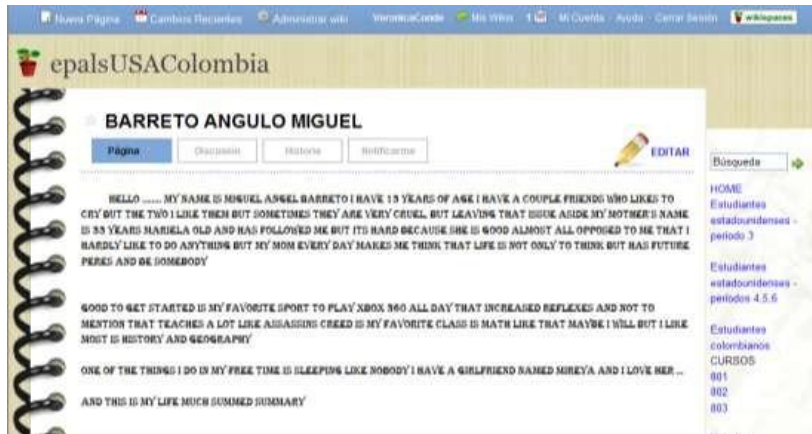 Nueva Página Cambios Recientes Administrar wiki VeronicaConde Mis Wikis 1 Mi Cuenta · Ayuda · Cerrar Sesión wikispaces
epalsUSAColombia
BARRETO ANGULO MIGUEL
Página Discusión Historia Notificarme
EDITAR
HELLO ...... MY NAME IS MIGUEL ANGEL BARRETO I HAVE 13 YEARS OF AGE I HAVE A COUPLE FRIENDS WHO LIKES TO
CRY BUT THE TWO I LIKE THEM BUT SOMETIMES THEY ARE VERY CRUEL, BUT LEAVING THAT ISSUE ASIDE MY MOTHER'S NAME
IS 33 YEARS MARIELA OLD AND HAS FOLLOWED ME BUT ITS HARD BECAUSE SHE IS GOOD ALMOST ALL OPPOSED TO ME THAT I
HARDLY LIKE TO DO ANYTHING BUT MY MOM EVERY DAY MAKES ME THINK THAT LIFE IS NOT ONLY TO THINK BUT HAS FUTURE
PERES AND BE SOMEBODY
GOOD TO GET STARTED IS MY FAVORITE SPORT TO PLAY XBOX 360 ALL DAY THAT INCREASED REFLEXES AND NOT TO
MENTION THAT TEACHES A LOT LIKE ASSASSINS CREED IS MY FAVORITE CLASS IS MATH LIKE THAT MAYBE I WILL BUT I LIKE
MOST IS HISTORY AND GEOGRAPHY
ONE OF THE THINGS I DO IN MY FREE TIME IS SLEEPING LIKE NOBODY I HAVE A GIRLFRIEND NAMED MIREYA AND I LOVE HER ...
AND THIS IS MY LIFE MUCH SUMMED SUMMARY
Búsqueda
HOME
Estudiantes
estadounidenses -
periodo 3
Estudiantes
estadounidenses -
periodos 4,5,6
Estudiantes
colombianos
CURSOS
801
802
803